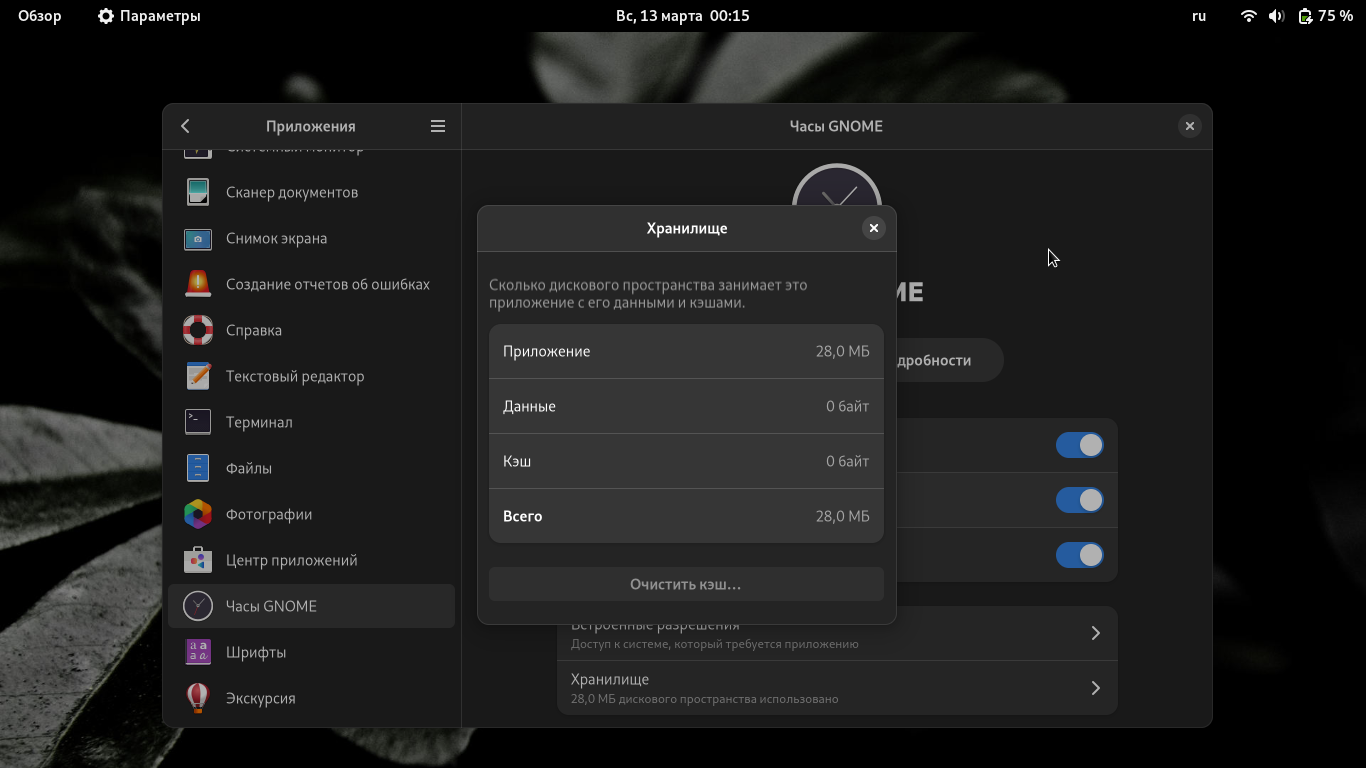 Обзор
Параметры
Вс, 13 марта 00:15
ru
75 %
Приложения
Системный монитор
Сканер документов
Снимок экрана
Создание отчетов об ошибках
Справка
Текстовый редактор
Терминал
>_
Файлы
Фотографии
Центр приложений
Часы GNOME
Шрифты
a a
a a
Экскурсия
Часы GNOME
ME
дробности
Хранилище
Сколько дискового пространства занимает это
приложение с его данными и кэшами.
Приложение
28,0 МБ
Данные
0 байт
Кэш
0 байт
Всего
28,0 МБ
Очистить кэш…
Встроенные разрешения
Доступ к системе, который требуется приложению
Хранилище
28,0 МБ дискового пространства использовано